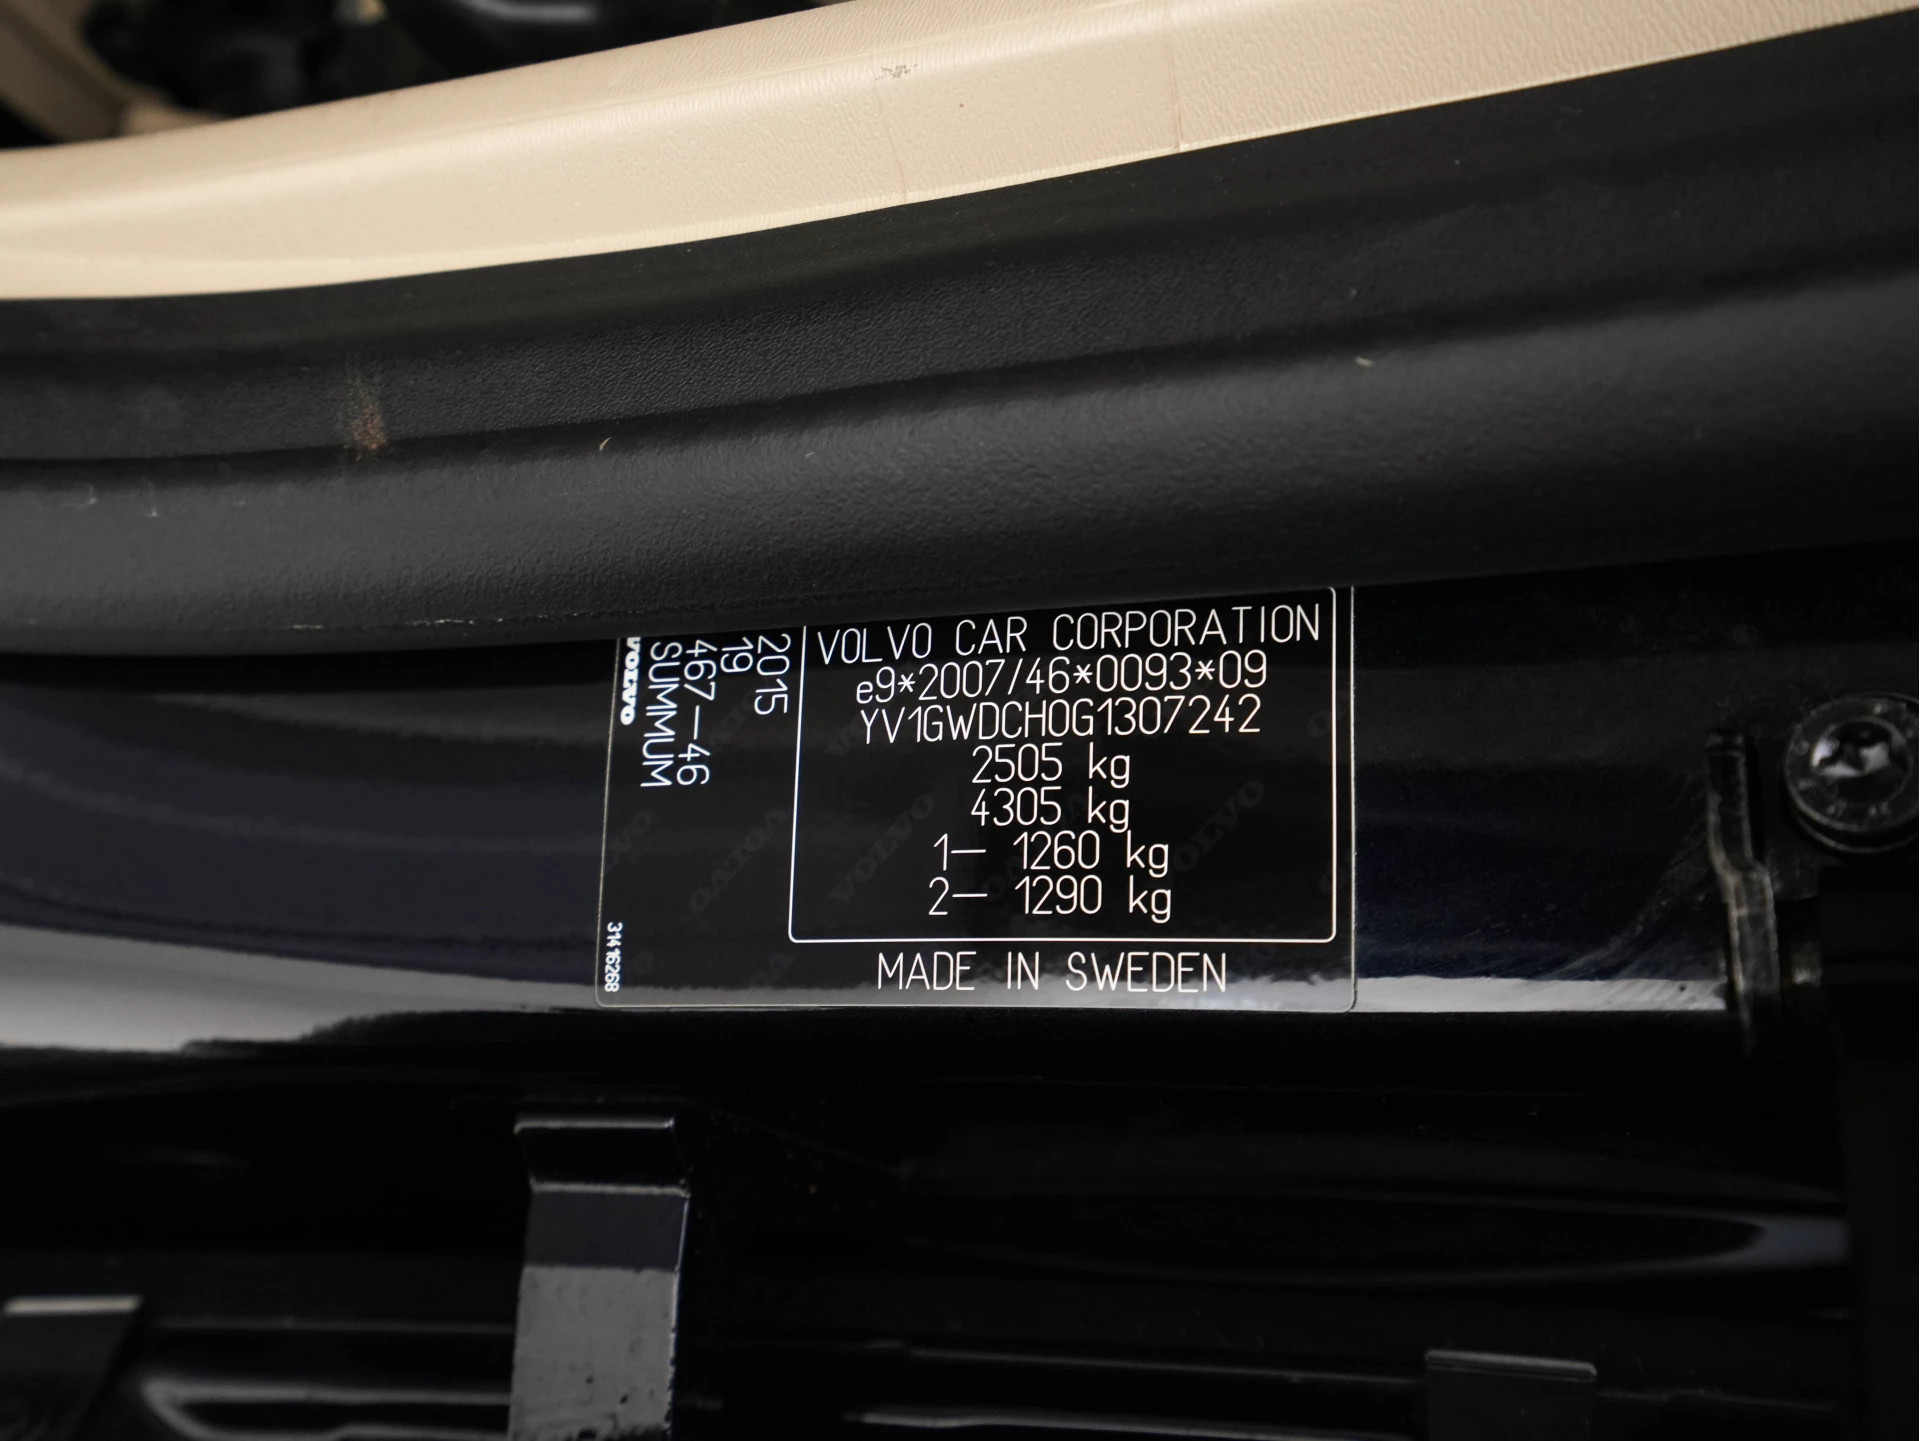 VOLVO CAR CORPORATION
e9*2007/46*0093*09
YV1GWDCH0G1307242
2505 kg
4305 kg
1— 1260 kg
2— 1290 kg
MADE IN SWEDEN
2015
19
467—46
SUMMUM
VOLVO
31416268